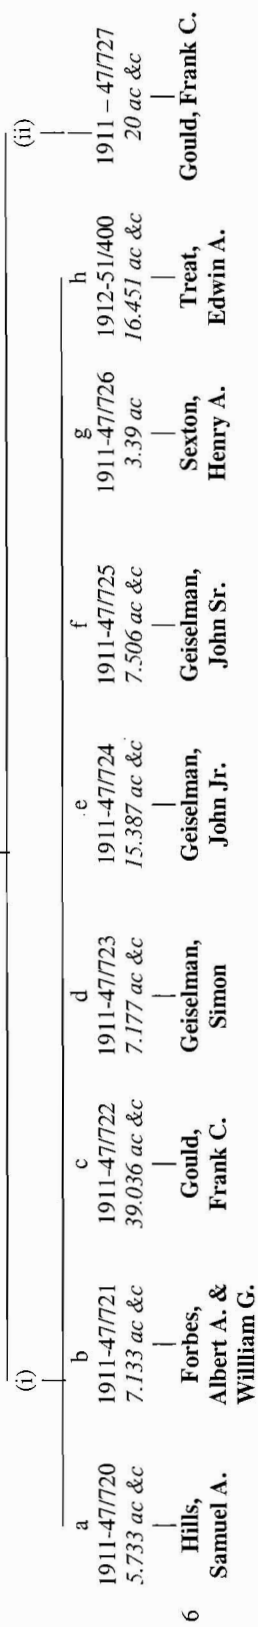 (i)
(ii)
a
1911-47/720
5.733 ac &c
Hills,
Samuel A.
b
1911-47/721
7.133 ac &c
Forbes,
Albert A. &
Willliam G.
c
1911-47/722
39.036 ac &c
Gould,
Frank C.
d
1911-47/723
7.177 ac &c
Geiselman,
Simon
e
1911-47/724
15.387 ac &c
Geiselman,
John Jr.
f
1911-47/725
7.506 ac &c
Geiselman,
John Sr.
g
1911-47/726
3.39 ac
Sexton,
Henry A.
h
1912-51/400
16.451 ac &c
Treat,
Edwin A.
1911 – 47/727
20 ac &c
Gould, Frank C.
6